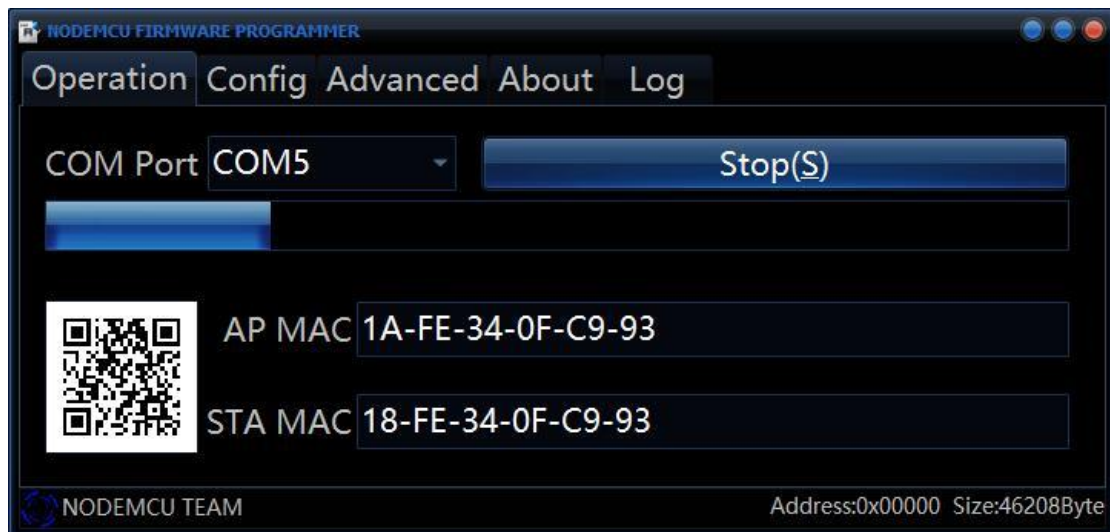 NODEMCU FIRMWARE PROGRAMMER
Operation Config Advanced About Log
COM Port COM5 Stop(S)
AP MAC 1A-FE-34-0F-C9-93
STA MAC 18-FE-34-0F-C9-93
NODEMCU TEAM Address:0x00000 Size:46208Byte